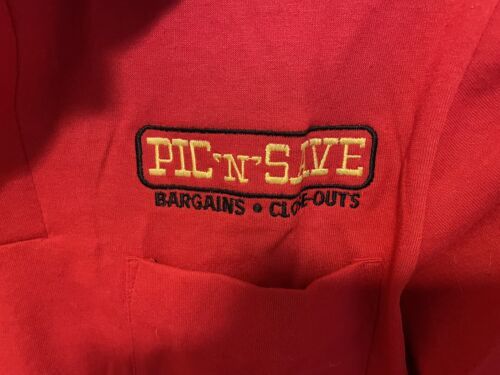 PIC 'N' SAVE
BARGAINS • CLOSE-OUTS